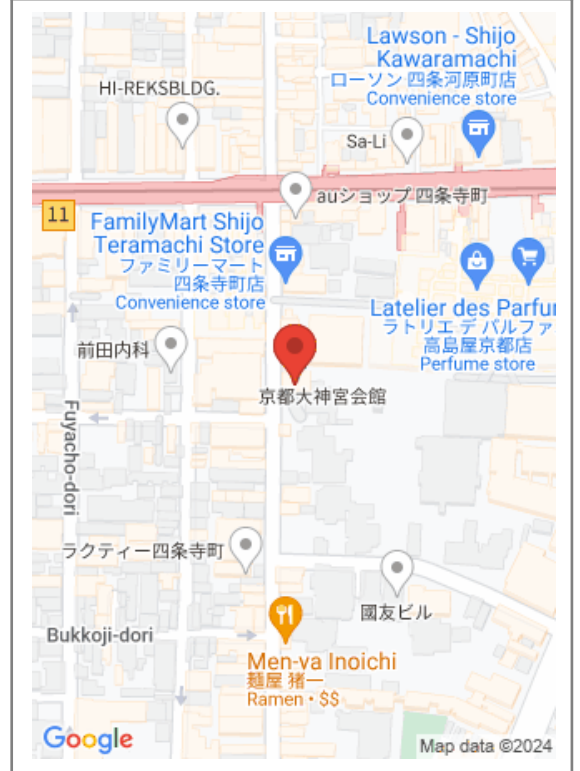 Lawson - Shijo
Kawaramachi
ローソン 四条河原町店
Convenience store
HI-REKSBLDG.
Sa-Li
auショップ 四条寺町
11
FamilyMart Shijo
Teramachi Store
ファミリーマート
四条寺町店
Convenience store
Latelier des Parfu
ラトリエ デ パルファ
高島屋京都店
Perfume store
前田内科
京都大神宮会館
Fuyacho-dori
ラクティー四条寺町
國友ビル
Bukkoji-dori
Men-va Inoichi
麺屋 猪一
Ramen • $$
Google
Map data ©2024